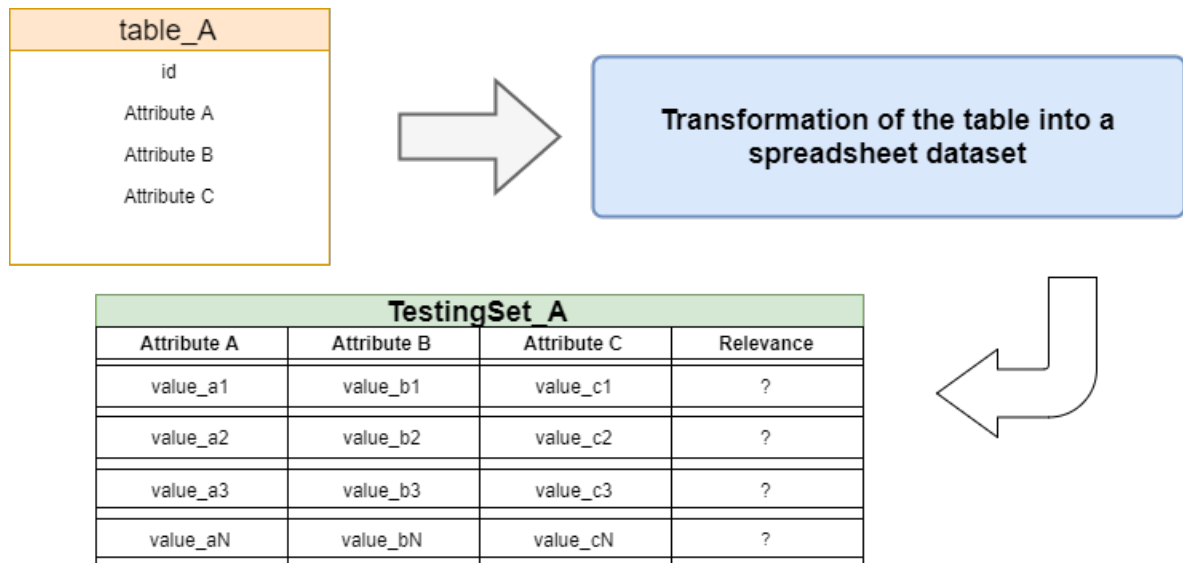 table_A
id
Attribute A
Attribute B
Attribute C
Transformation of the table into a
spreadsheet dataset
TestingSet_A
Attribute A Attribute B Attribute C Relevance
value_a1 value_b1 value_c1 ?
value_a2 value_b2 value_c2 ?
value_a3 value_b3 value_c3 ?
value_aN value_bN value_cN ?